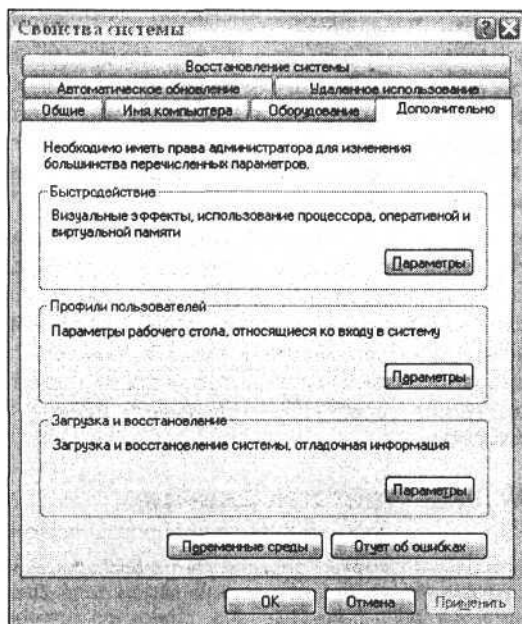 Свойства системы
Восстановление системы
Автоматическое обновление Удаленное использование
Общие Имя компьютера Оборудование Дополнительно
Необходимо иметь права администратора для изменения
большинства перечисленных параметров.
Быстродействие
Визуальные эффекты, использование процессора, оперативной и
виртуальной памяти
Параметры
Профили пользователей
Параметры рабочего стола, относящиеся ко входу в систему
Параметры
Загрузка и восстановление
Загрузка и восстановление системы, отладочная информация
Параметры
Переменные среды Отчет об ошибках
OK Отмена Применить